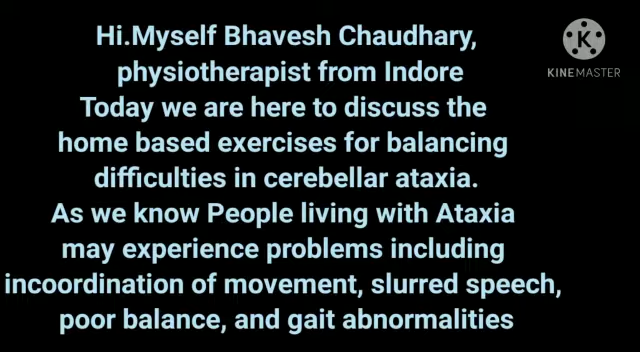 Hi.Myself Bhavesh Chaudhary,
physiotherapist from Indore
Today we are here to discuss the
home based exercises for balancing
difficulties in cerebellar ataxia.
As we know People living with Ataxia
may experience problems including
incoordination of movement, slurred speech,
poor balance, and gait abnormalities
K
KINEMASTER